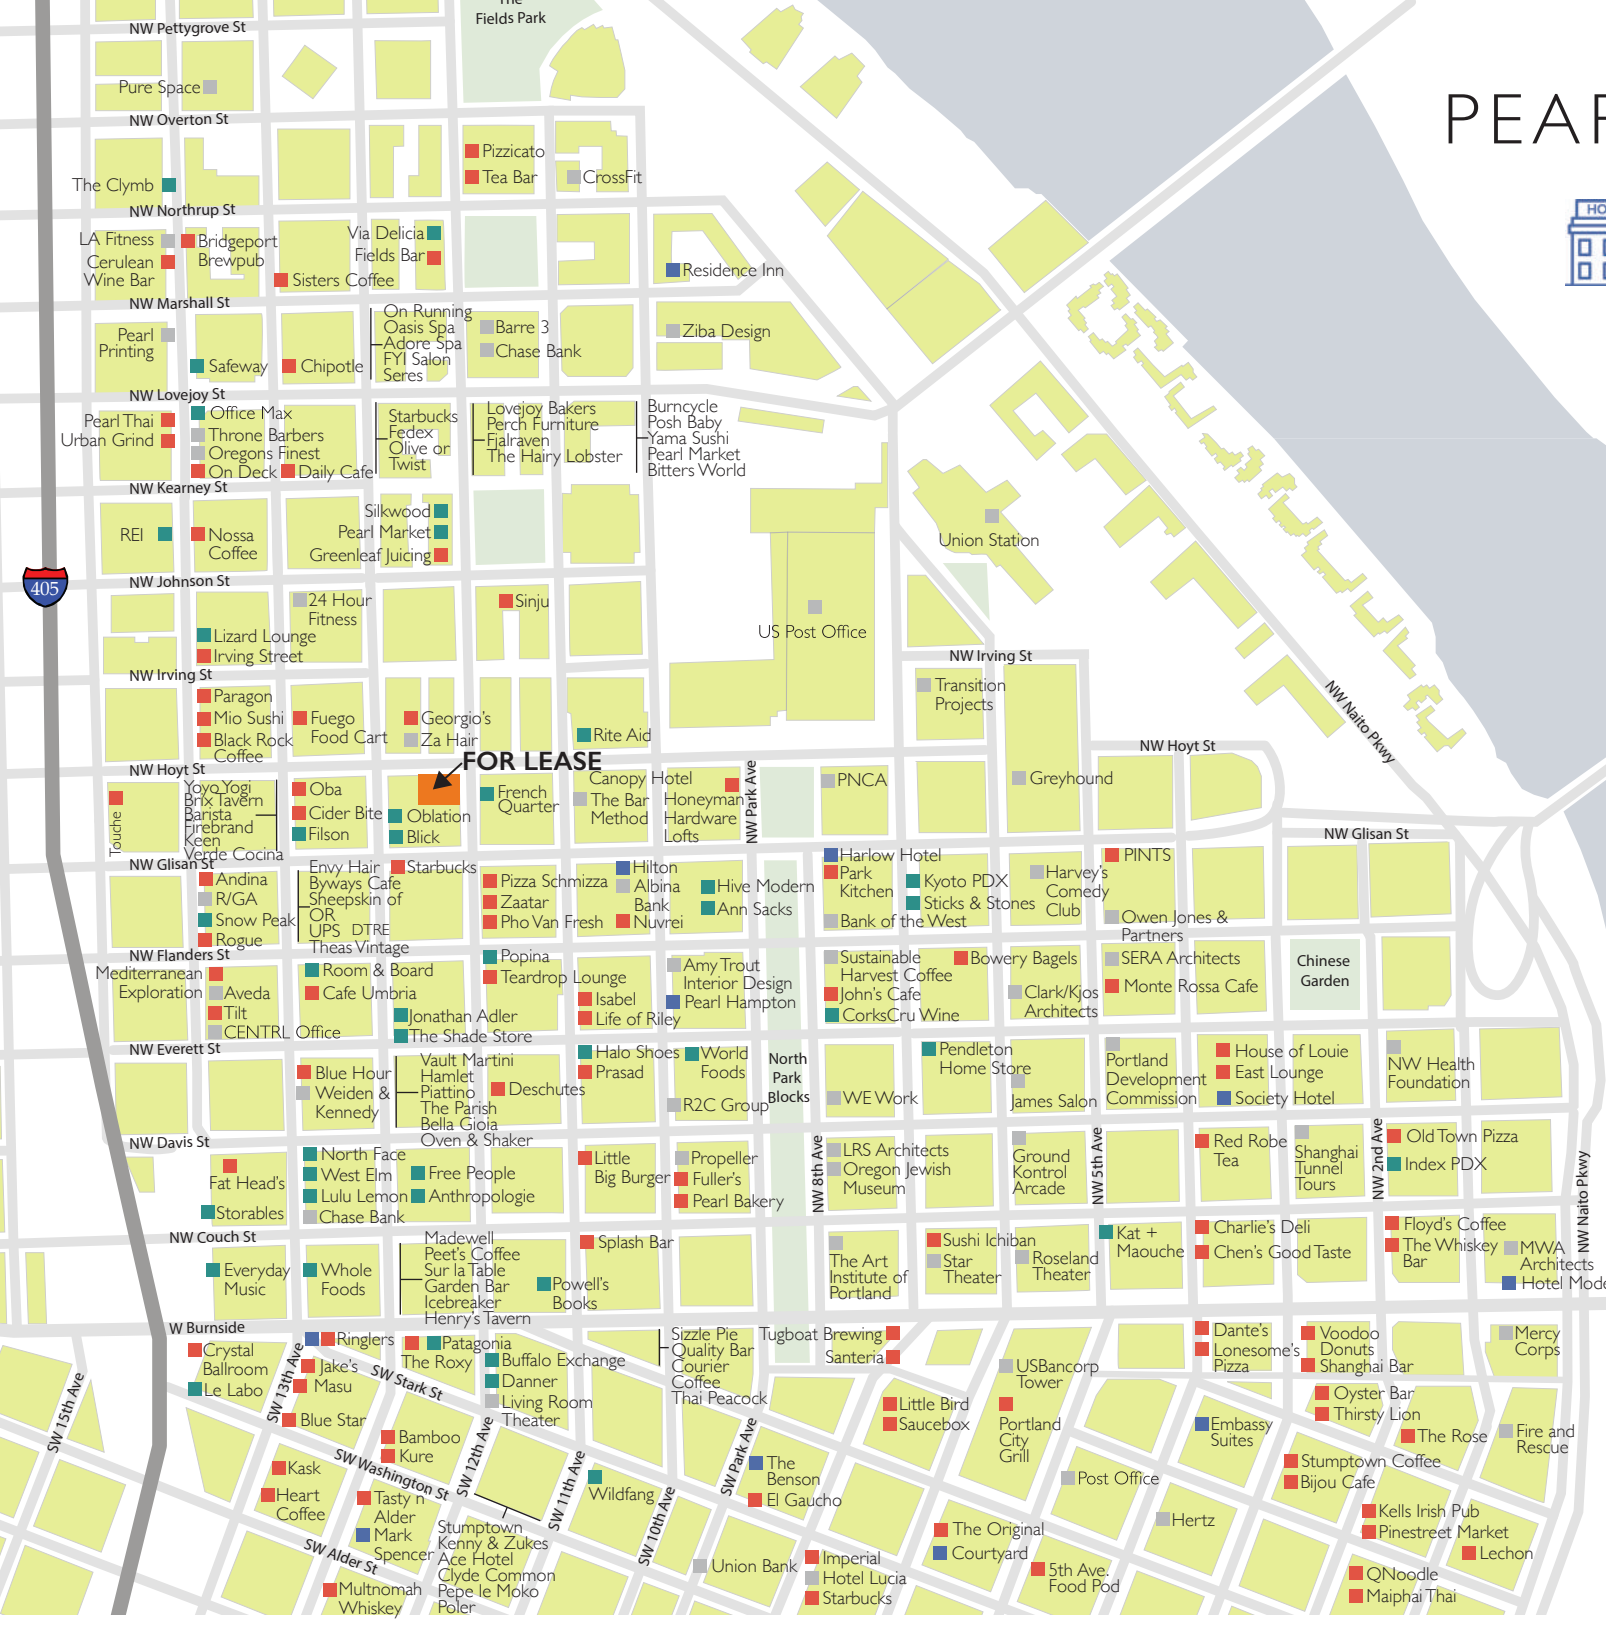 The
Fields Park
PEAR
NW Pettygrove St
Pure Space
NW Overton St
Pizzicato
Tea Bar
CrossFit
The Clymb
NW Northrup St
LA Fitness
Cerulean
Wine Bar
Bridgeport
Brewpub
Sisters Coffee
Via Delicia
Fields Bar
Residence Inn
HO
NW Marshall St
Pearl
Printing
Safeway
Chipotle
On Running
Oasis Spa
Adore Spa
FYI Salon
Seres
Barre 3
Chase Bank
Ziba Design
NW Lovejoy St
Pearl Thai
Urban Grind
Office Max
Throne Barbers
Oregons Finest
On Deck
Daily Cafe
Starbucks
Fedex
Olive or
Twist
Lovejoy Bakers
Perch Furniture
Fjalraven
The Hairy Lobster
Burncycle
Posh Baby
Yama Sushi
Pearl Market
Bitters World
NW Kearney St
REI
Nossa
Coffee
Silkwood
Pearl Market
Greenleaf Juicing
Union Station
NW Johnson St
405
24 Hour
Fitness
Lizard Lounge
Irving Street
Sinju
US Post Office
NW Irving St
NW Irving St
Paragon
Mio Sushi
Black Rock
Coffee
Fuego
Food Cart
Georgio's
Za Hair
Rite Aid
Transition
Projects
NW Naito Pkwy
NW Hoyt St
NW Hoyt St
FOR LEASE
Touche
Yoyo Yogi
Brix Tavern
Barista
Firebrand
Keen
Verde Cocina
Oba
Cider Bite
Filson
Oblation
Blick
French
Quarter
Canopy Hotel
The Bar
Method
Honeyman
Hardware
Lofts
NW Park Ave
PNCA
Greyhound
NW Glisan St
NW Glisan St
Andina
R/GA
Snow Peak
Rogue
Envy Hair
Byways Cafe
Sheepskin of
OR
UPS DTRE
Theas Vintage
Starbucks
Pizza Schmizza
Zaatar
Pho Van Fresh
Hilton
Albina
Bank
Nuvrei
Hive Modern
Ann Sacks
Harlow Hotel
Park
Kitchen
Bank of the West
Kyoto PDX
Sticks & Stones
Harvey's
Comedy
Club
PINTS
Owen Jones &
Partners
NW Flanders St
Mediterranean
Exploration
Aveda
Tilt
CENTRL Office
Room & Board
Cafe Umbria
Jonathan Adler
The Shade Store
Popina
Teardrop Lounge
Isabel
Life of Riley
Amy Trout
Interior Design
Pearl Hampton
Sustainable
Harvest Coffee
John's Cafe
CorksCru Wine
Bowery Bagels
Clark/Kjos
Architects
SERA Architects
Monte Rossa Cafe
Chinese
Garden
NW Everett St
Blue Hour
Weiden &
Kennedy
Vault Martini
Hamlet
Piattino
The Parish
Bella Gioia
Oven & Shaker
Deschutes
Halo Shoes
Prasad
World
Foods
R2C Group
North
Park
Blocks
WE Work
Pendleton
Home Store
James Salon
Portland
Development
Commission
House of Louie
East Lounge
Society Hotel
NW Health
Foundation
NW Davis St
Fat Head's
Storables
North Face
West Elm
Lulu Lemon
Chase Bank
Free People
Anthropologie
Little
Big Burger
Propeller
Fuller's
Pearl Bakery
NW 8th Ave
LRS Architects
Oregon Jewish
Museum
Ground
Kontrol
Arcade
NW 5th Ave
Red Robe
Tea
Shanghai
Tunnel
Tours
NW 2nd Ave
Old Town Pizza
Index PDX
NW Naito Pkwy
NW Couch St
Everyday
Music
Whole
Foods
Madewell
Peet's Coffee
Sur la Table
Garden Bar
Icebreaker
Henry's Tavern
Powell's
Books
Splash Bar
The Art
Institute of
Portland
Sushi Ichiban
Star
Theater
Roseland
Theater
Kat +
Maouche
Charlie's Deli
Chen's Good Taste
Floyd's Coffee
The Whiskey
Bar
MWA
Architects
Hotel Mode
W Burnside
Crystal
Ballroom
Le Labo
SW 15th Ave
SW 13th Ave
Ringlers
Jake's
Masu
Blue Star
The Roxy
Patagonia
SW Stark St
Buffalo Exchange
Danner
Living Room
Theater
Sizzle Pie
Quality Bar
Courier
Coffee
Thai Peacock
Tugboat Brewing
Santeria
Little Bird
Saucebox
USBancorp
Tower
Portland
City
Grill
Dante's
Lonesome's
Pizza
Voodoo
Donuts
Shanghai Bar
Oyster Bar
Thirsty Lion
Mercy
Corps
Embassy
Suites
The Rose
Fire and
Rescue
Bamboo
Kure
SW Washington St
SW 12th Ave
SW 11th Ave
SW 10th Ave
SW Park Ave
Kask
Heart
Coffee
Tasty n
Alder
Mark
Spencer
SW Alder St
Multnomah
Whiskey
Stumptown
Kenny & Zukes
Ace Hotel
Clyde Common
Pepe le Moko
Poler
Wildfang
The
Benson
El Gaucho
Union Bank
Imperial
Hotel Lucia
Starbucks
The Original
Courtyard
5th Ave.
Food Pod
Post Office
Hertz
Stumptown Coffee
Bijou Cafe
Kells Irish Pub
Pinestreet Market
Lechon
QNoodle
Maiphai Thai